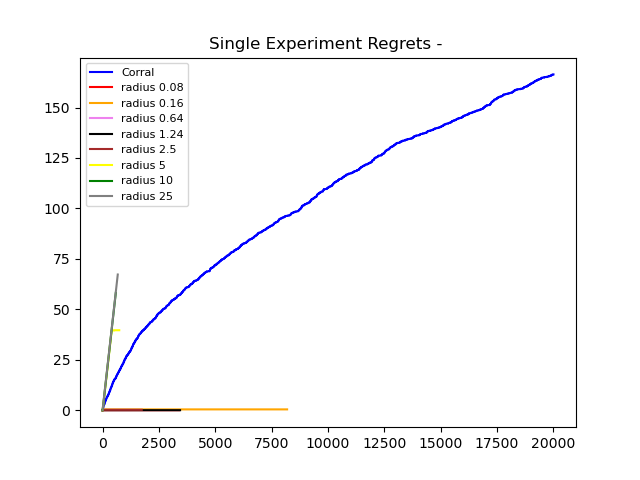 Single Experiment Regrets -
Corral
radius 0.08
radius 0.16
radius 0.64
radius 1.24
radius 2.5
radius 5
radius 10
radius 25
150
125
100
75
50
25
0
0 2500 5000 7500 10000 12500 15000 17500 20000